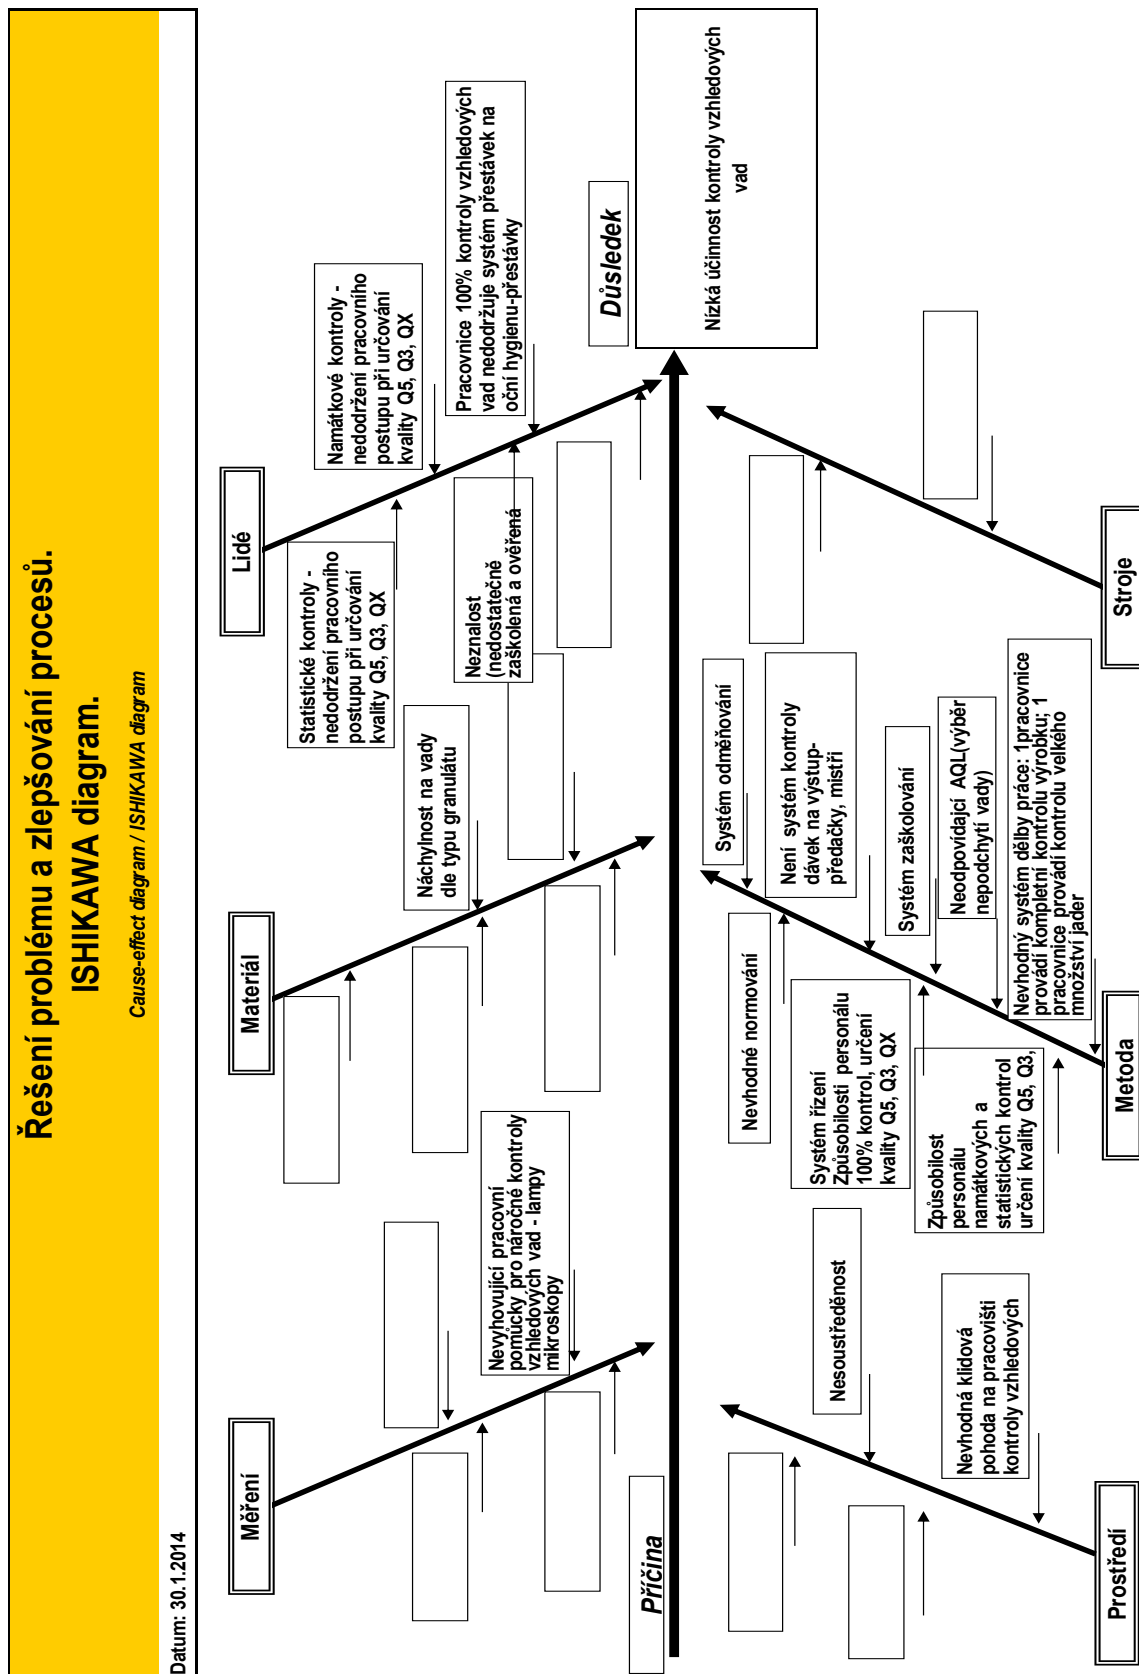 Řešení problému a zlepšování procesů.
ISHIKAWA diagram.
Cause-effect diagram / ISHIKAWA diagram
Datum: 30.1.2014
Měření
Materiál
Lidé
Statistické kontroly -
nedodržení pracovního
postupu při určování
kvality Q5, Q3, QX
Namátkové kontroly -
nedodržení pracovního
postupu při určování
kvality Q5, Q3, QX
Náchylnost na vady
dle typu granulátu
Neznalost
(nedostatečně
zaškolená a ověřená
Pracovnice 100% kontroly vzhledových
vad nedodržuje systém přestávek na
oční hygienu-přestávky
Nevyhovující pracovní
pomůcky pro náročné kontroly
vzhledových vad - lampy
mikroskopy
Příčina
Důsledek
Nízká účinnost kontroly vzhledových
vad
Systém odměňování
Nevhodné normování
Není systém kontroly
dávek na výstup-
předačky, mistři
Systém řízení
Způsobilosti personálu
100% kontrol, určení
kvality Q5, Q3, QX
Systém zaškolování
Nesoustředěnost
Způsobilost
personálu
namátkových a
statistických kontrol
určení kvality Q5, Q3,
Neodpovídající AQL(výběr
nepodchytí vady)
Nevhodná klidová
pohoda na pracovišti
kontroly vzhledových
Nevhodný systém dělby práce: 1pracovnice
provádí kompletní kontrolu výrobku; 1
pracovnice provádí kontrolu velkého
množství jader
Prostředí
Metoda
Stroje